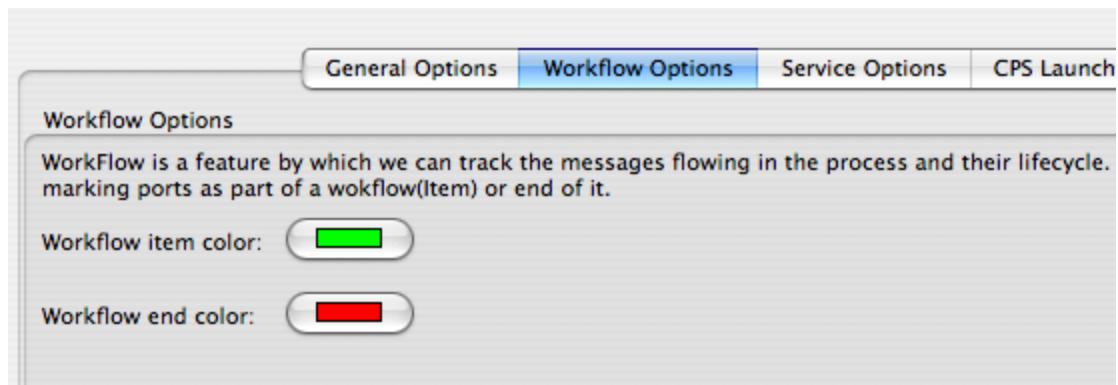 General Options Workflow Options Service Options CPS Launch
Workflow Options
WorkFlow is a feature by which we can track the messages flowing in the process and their lifecycle.
marking ports as part of a wokflow(Item) or end of it.
Workflow item color:
Workflow end color: